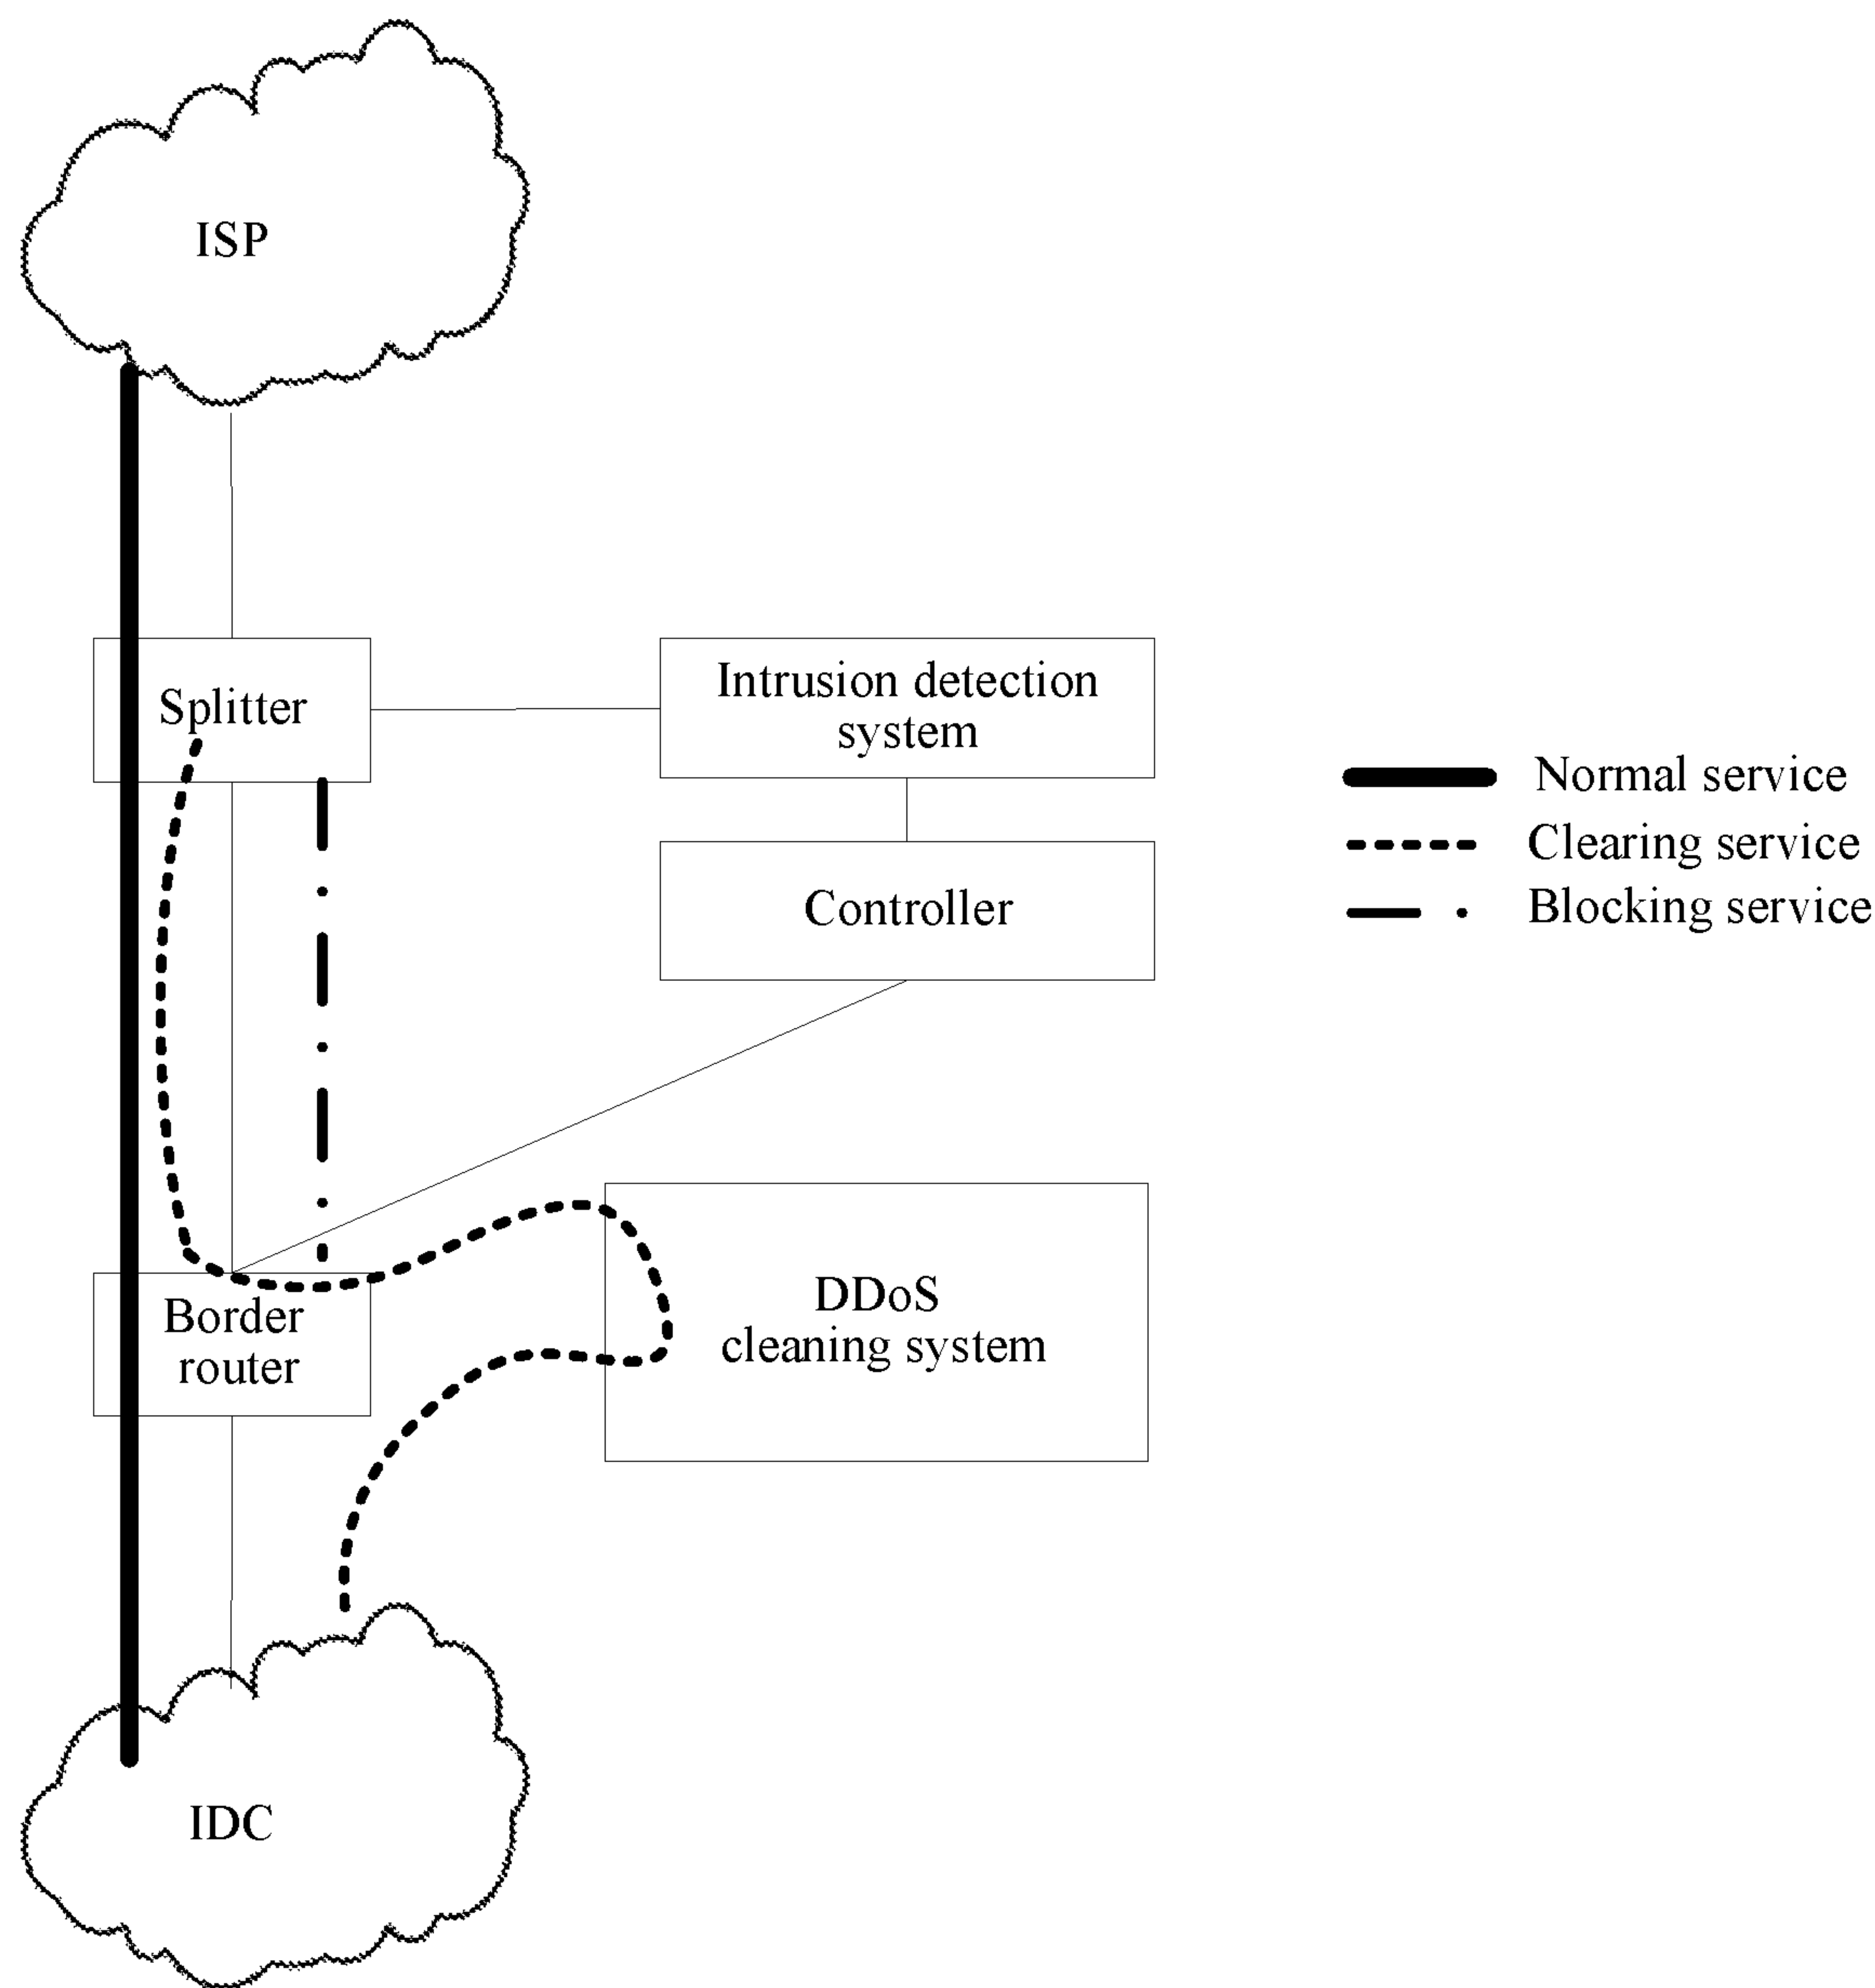 ISP
Splitter
Intrusion detection
system
Normal service
Clearing service
Blocking service
Controller
Border
router
DDoS
cleaning system
IDC